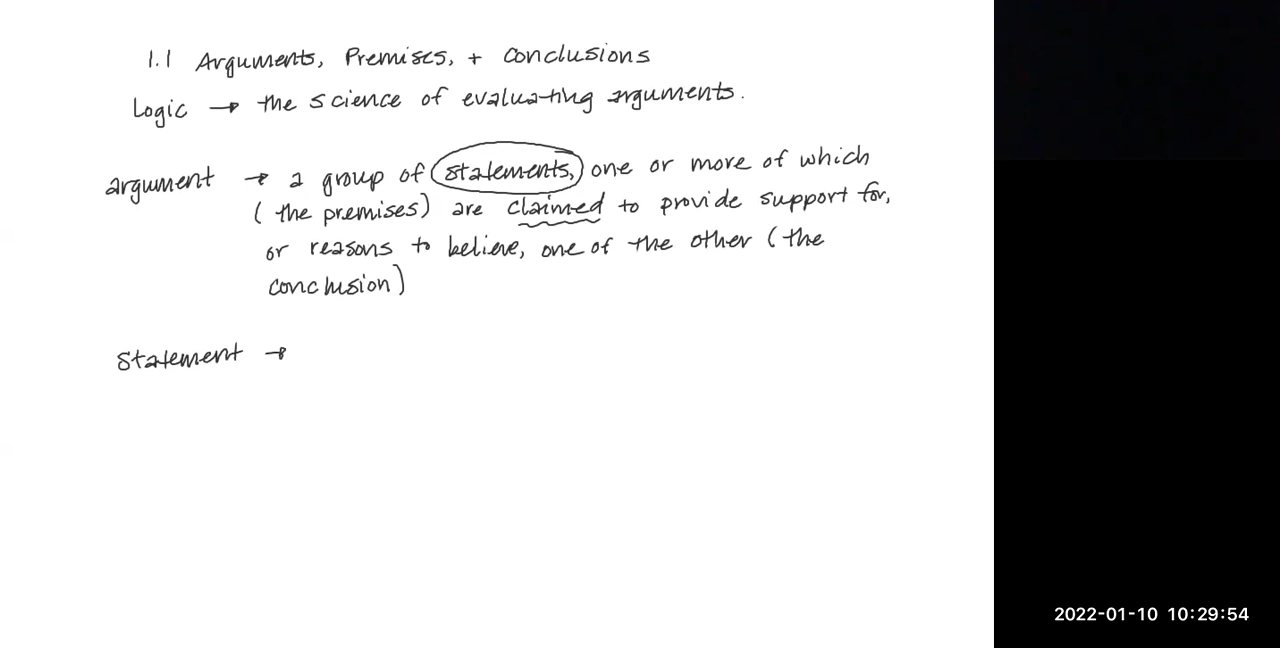 1.1 Arguments, Premises, + Conclusions
Logic → the science of evaluating arguments.
argument → a group of statements, one or more of which
(the premises) are claimed to provide support for,
or reasons to believe, one of the other (the
conclusion)
Statement →
2022-01-10 10:29:54